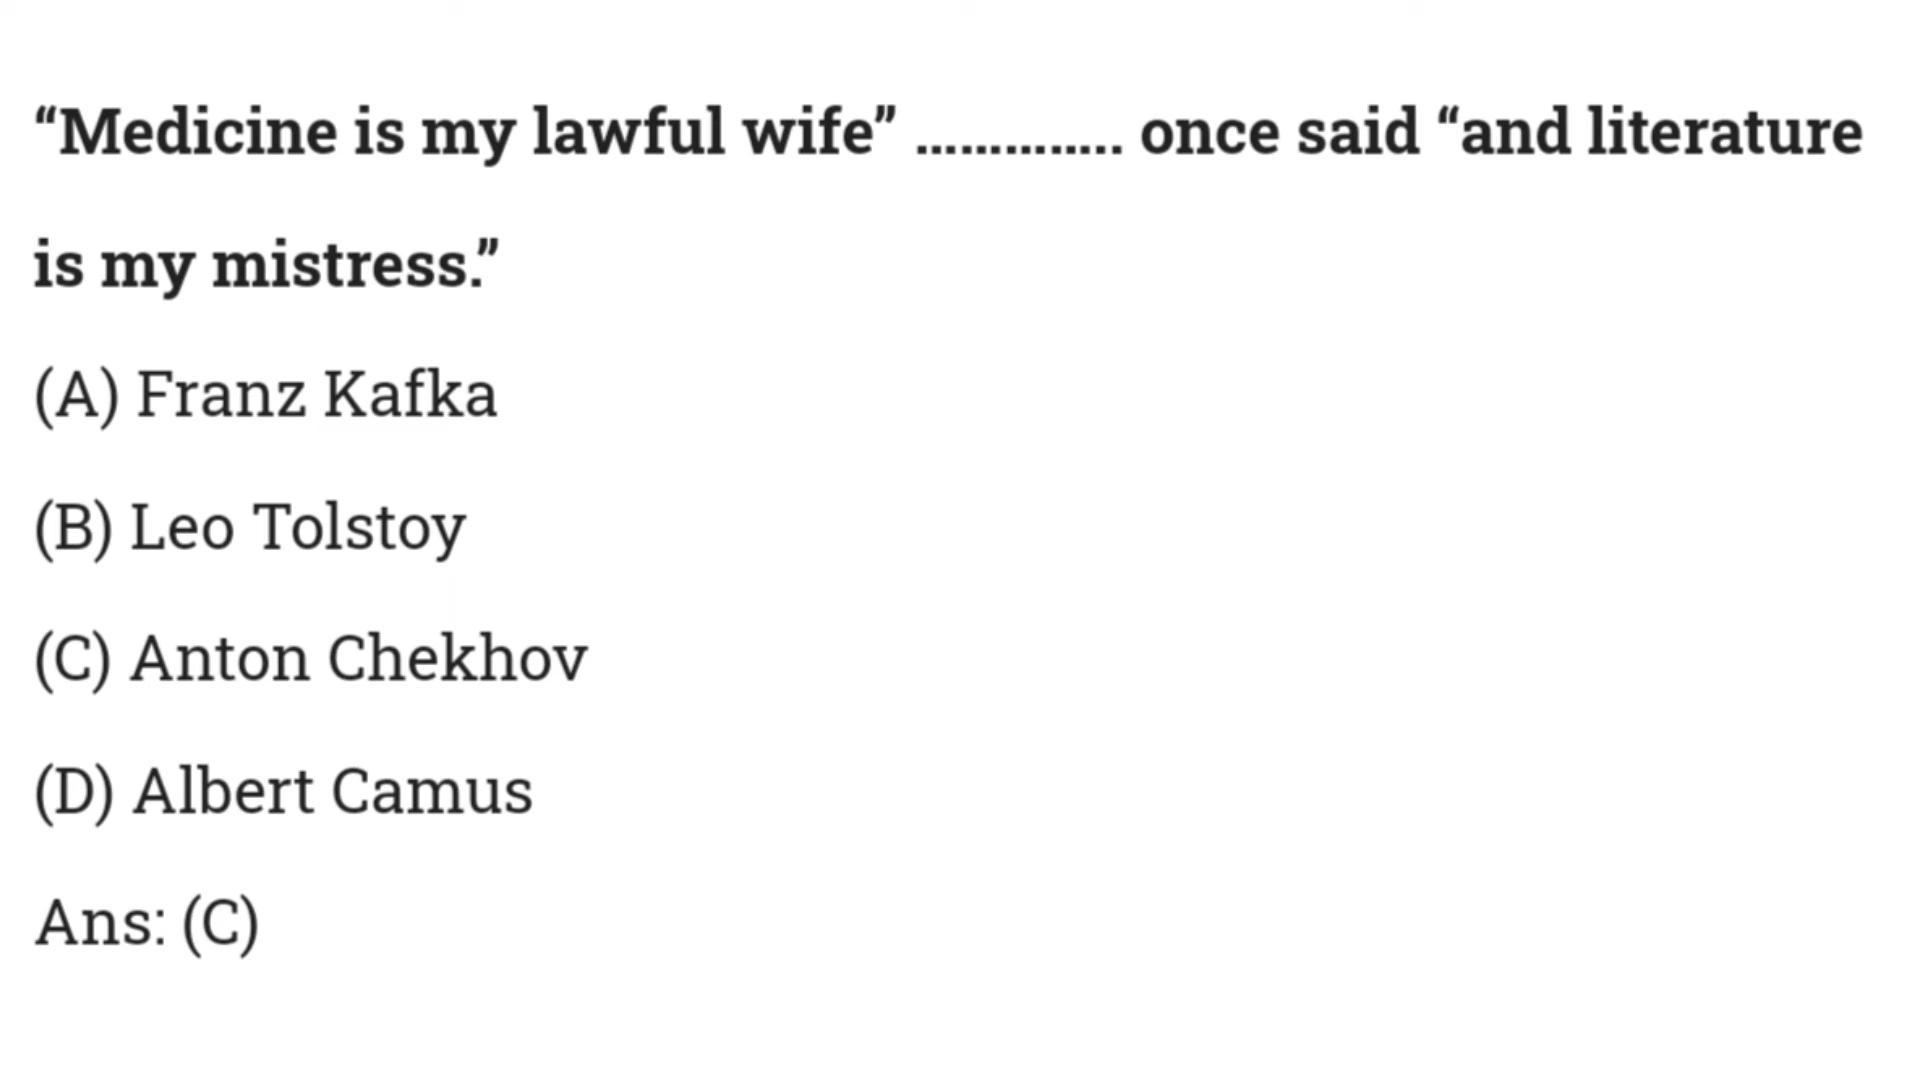 “Medicine is my lawful wife” ………….. once said “and literature
is my mistress.”
(A) Franz Kafka
(B) Leo Tolstoy
(C) Anton Chekhov
(D) Albert Camus
Ans: (C)